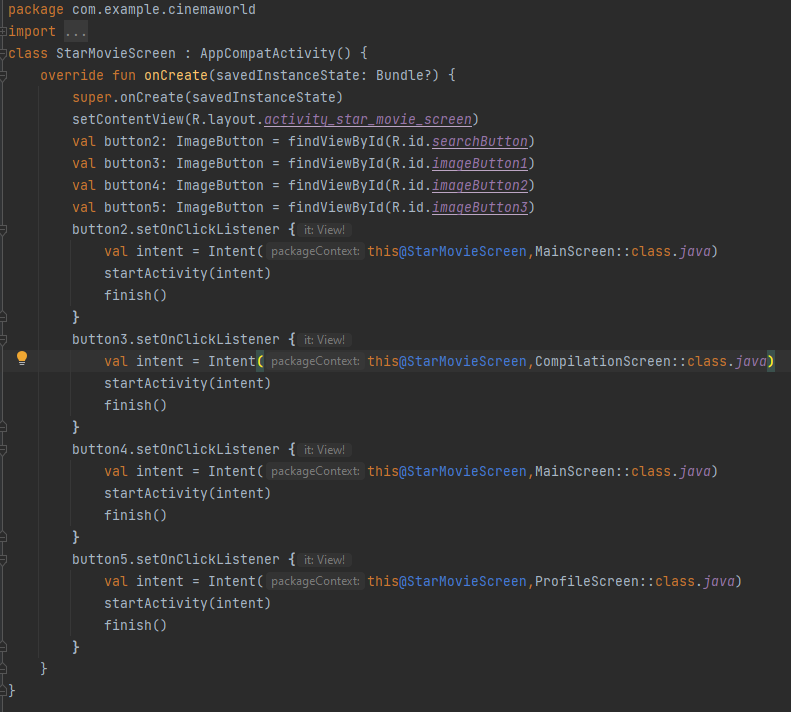 package com.example.cinemaworld
import ...
class StarMovieScreen : AppCompatActivity() {
    override fun onCreate(savedInstanceState: Bundle?) {
        super.onCreate(savedInstanceState)
        setContentView(R.layout.activity_star_movie_screen)
        val button2: ImageButton = findViewById(R.id.searchButton)
        val button3: ImageButton = findViewById(R.id.imageButton1)
        val button4: ImageButton = findViewById(R.id.imageButton2)
        val button5: ImageButton = findViewById(R.id.imageButton3)
        button2.setOnClickListener { it: View!
            val intent = Intent( packageContext: this@StarMovieScreen,MainScreen::class.java)
            startActivity(intent)
            finish()
        }
        button3.setOnClickListener { it: View!
            val intent = Intent( packageContext: this@StarMovieScreen,CompilationScreen::class.java)
            startActivity(intent)
            finish()
        }
        button4.setOnClickListener { it: View!
            val intent = Intent( packageContext: this@StarMovieScreen,MainScreen::class.java)
            startActivity(intent)
            finish()
        }
        button5.setOnClickListener { it: View!
            val intent = Intent( packageContext: this@StarMovieScreen,ProfileScreen::class.java)
            startActivity(intent)
            finish()
        }
    }
}